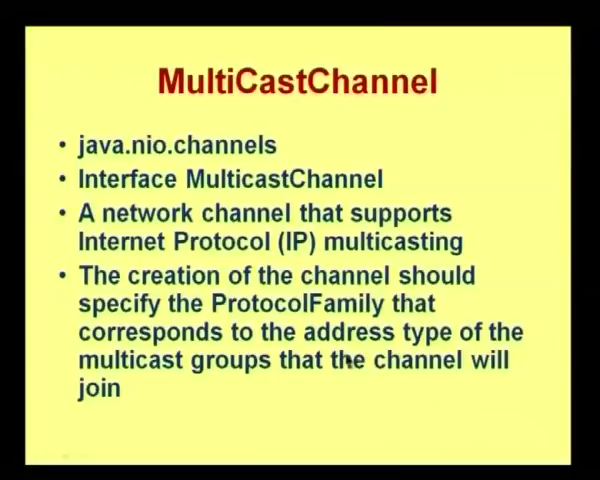 MultiCastChannel
• java.nio.channels
• Interface MulticastChannel
• A network channel that supports
Internet Protocol (IP) multicasting
• The creation of the channel should
specify the ProtocolFamily that
corresponds to the address type of the
multicast groups that the channel will
join